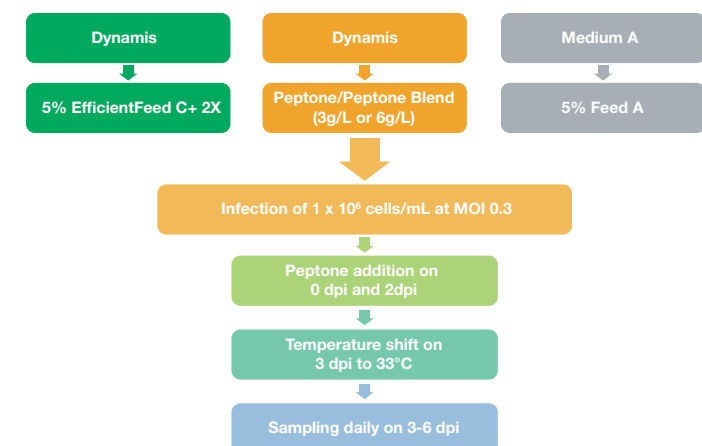 Dynamis
Dynamis
Medium A
5% EfficientFeed C+ 2X
Peptone/Peptone Blend
(3g/L or 6g/L)
5% Feed A
Infection of 1 x 10⁶ cells/mL at MOI 0.3
Peptone addition on
0 dpi and 2dpi
Temperature shift on
3 dpi to 33°C
Sampling daily on 3-6 dpi